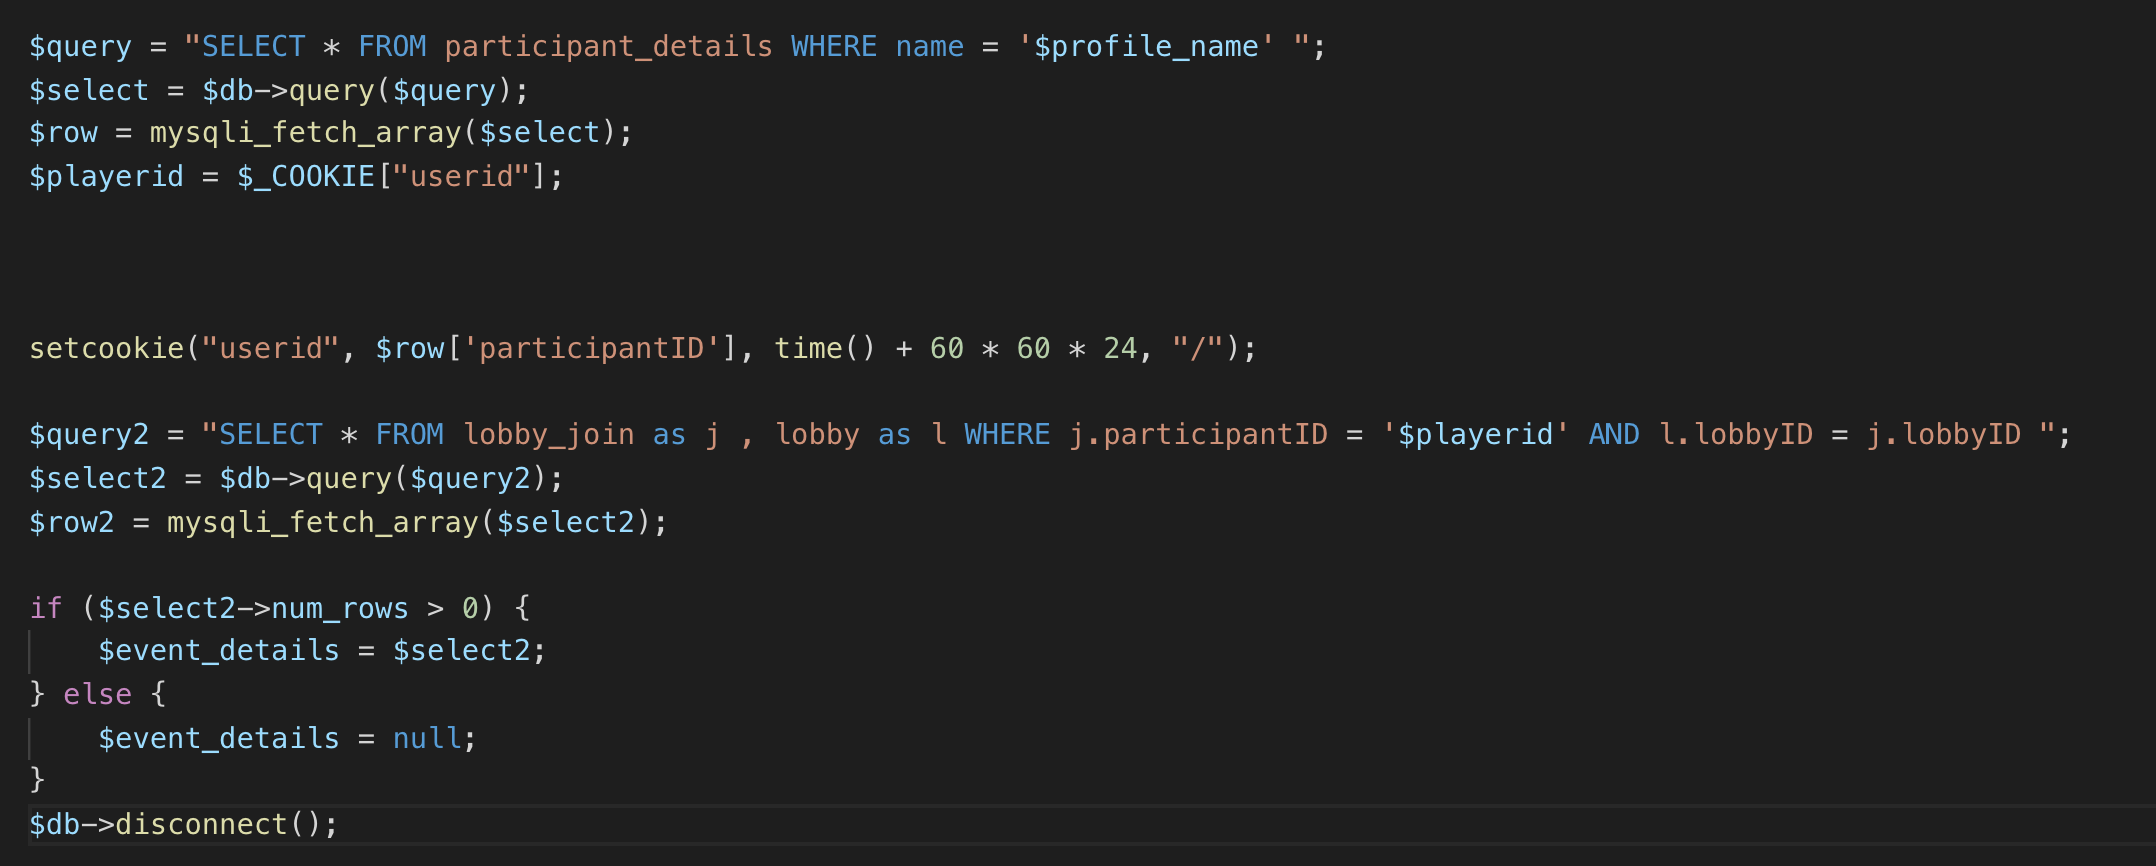 $query = "SELECT * FROM participant_details WHERE name = '$profile_name' ";
$select = $db->query($query);
$row = mysqli_fetch_array($select);
$playerid = $_COOKIE["userid"];
setcookie("userid", $row['participantID'], time() + 60 * 60 * 24, "/");
$query2 = "SELECT * FROM lobby_join as j , lobby as l WHERE j.participantID = '$playerid' AND l.lobbyID = j.lobbyID ";
$select2 = $db->query($query2);
$row2 = mysqli_fetch_array($select2);
if ($select2->num_rows > 0) {
    $event_details = $select2;
} else {
    $event_details = null;
}
$db->disconnect();